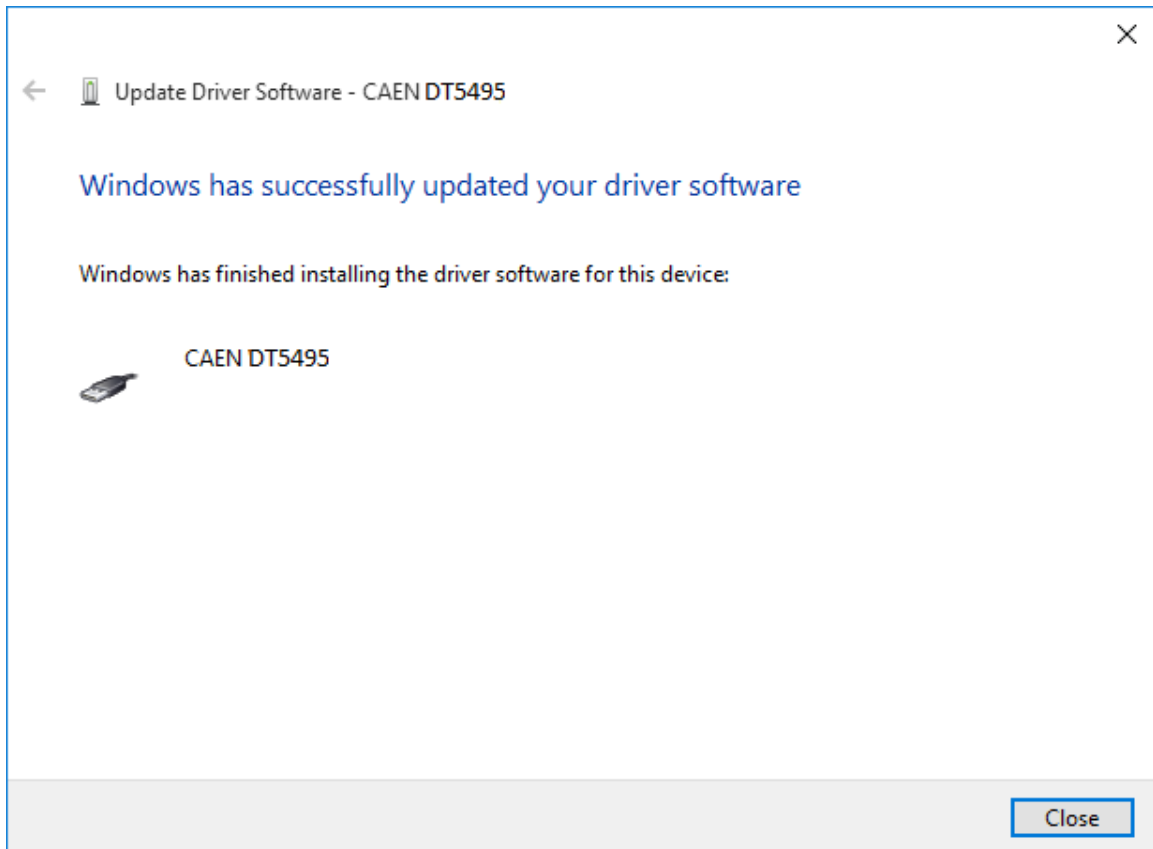 Update Driver Software - CAEN DT5495
Windows has successfully updated your driver software
Windows has finished installing the driver software for this device:
CAEN DT5495
Close